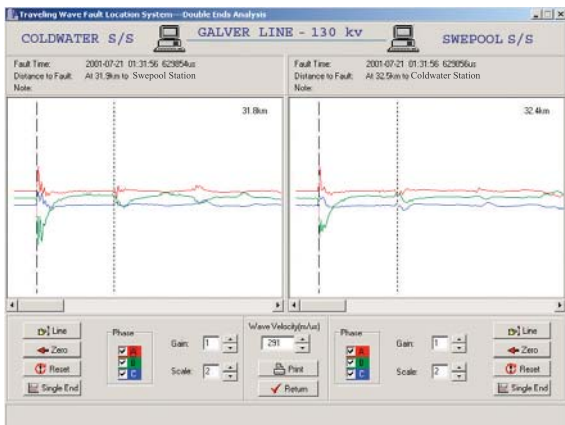 Traveling Wave Fault Location System---Double Ends Analysis
COLDWATER S/S
GALVER LINE - 130 kv
SWEPOOL S/S
Fault Time: 2001-07-21 01:31:56 629854us
Distance to Fault: At 31.9km to Swepool Station
Note:
Fault Time: 2001-07-21 01:31:56 629856us
Distance to Fault: At 32.5km to Coldwater Station
Note:
31.8km
32.4km
Line
Zero
Reset
Single End
Phase
A
B
C
Gain: 1
Scale: 2
Wave Velocity(m/us)
291
Print
Return
Phase
A
B
C
Gain: 1
Scale: 2
Line
Zero
Reset
Single End